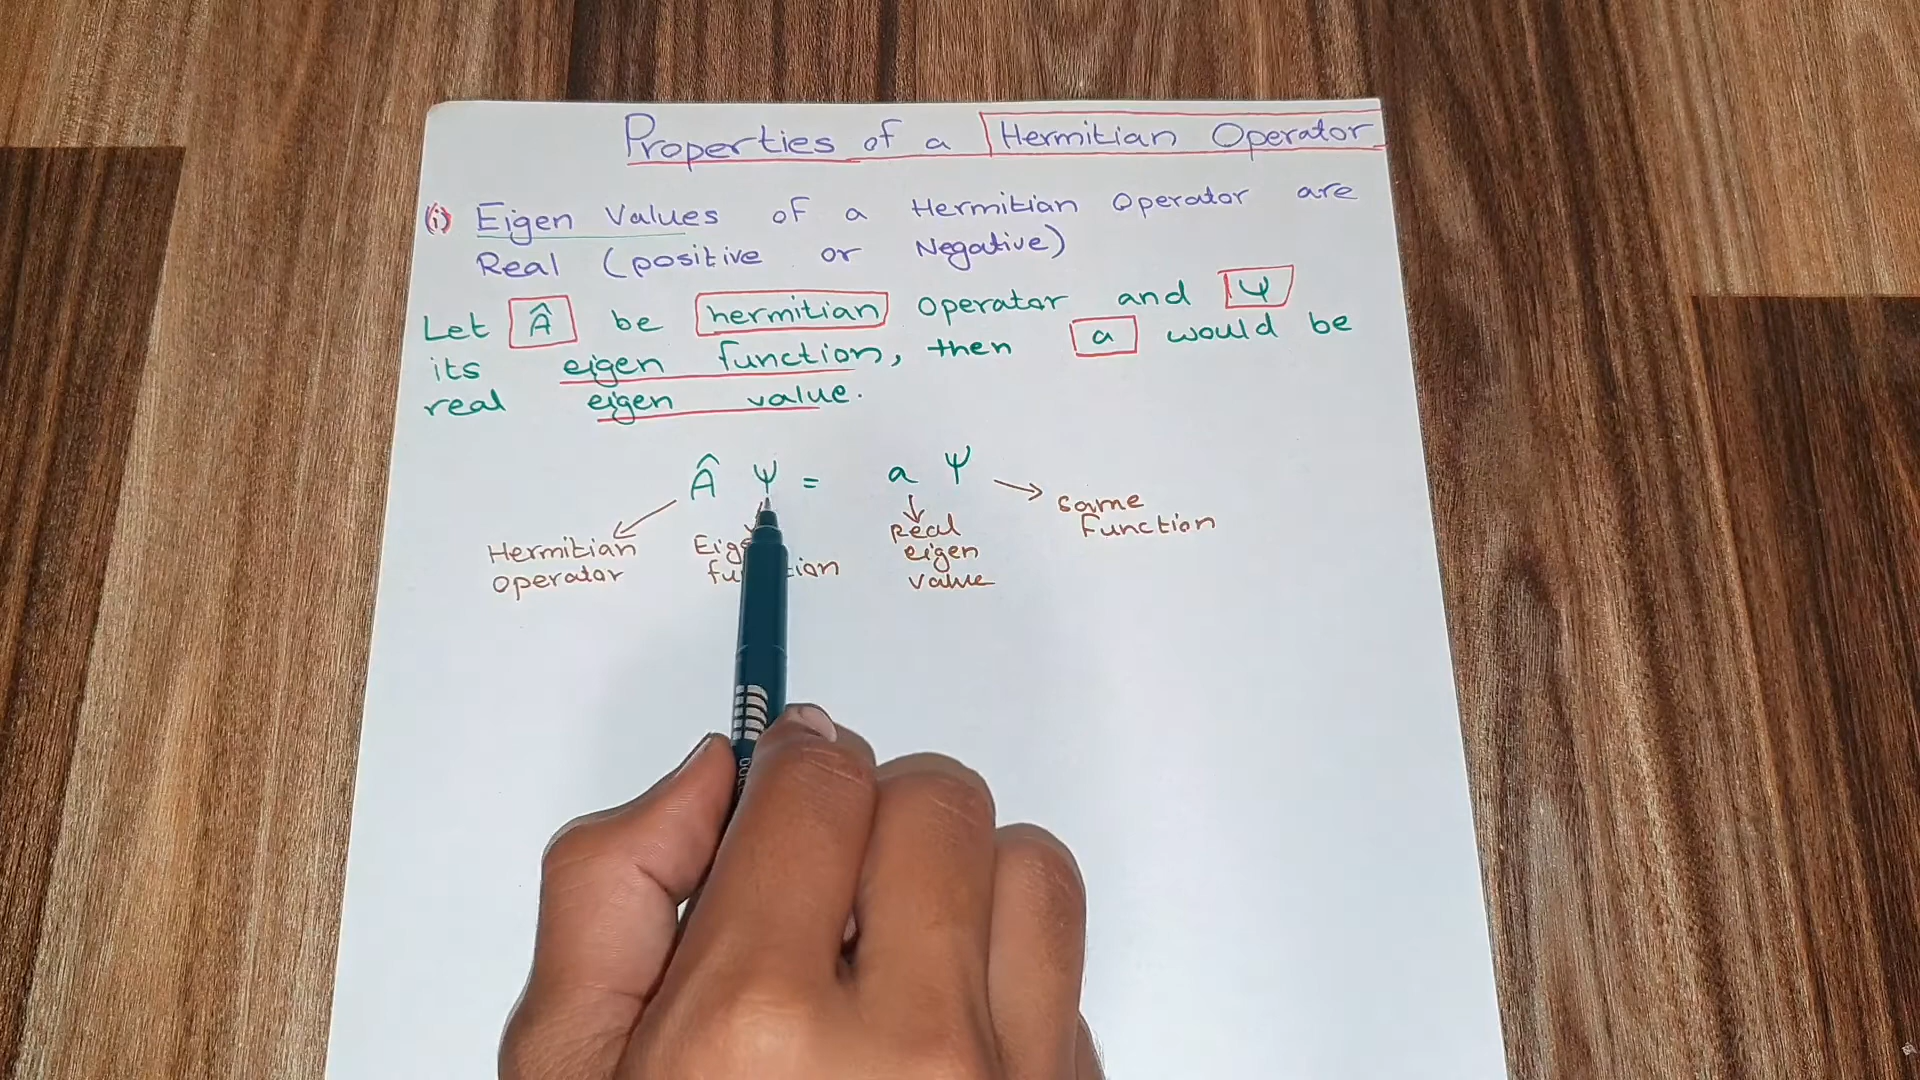 Properties of a Hermitian Operator
(i) Eigen Values of a Hermitian Operator are
Real (positive or Negative)
Let Â be hermitian operator and Ψ
its eigen function, then a would be
real eigen value.
Â Ψ = a Ψ
Hermitian
operator
Real
eigen
value
same
function